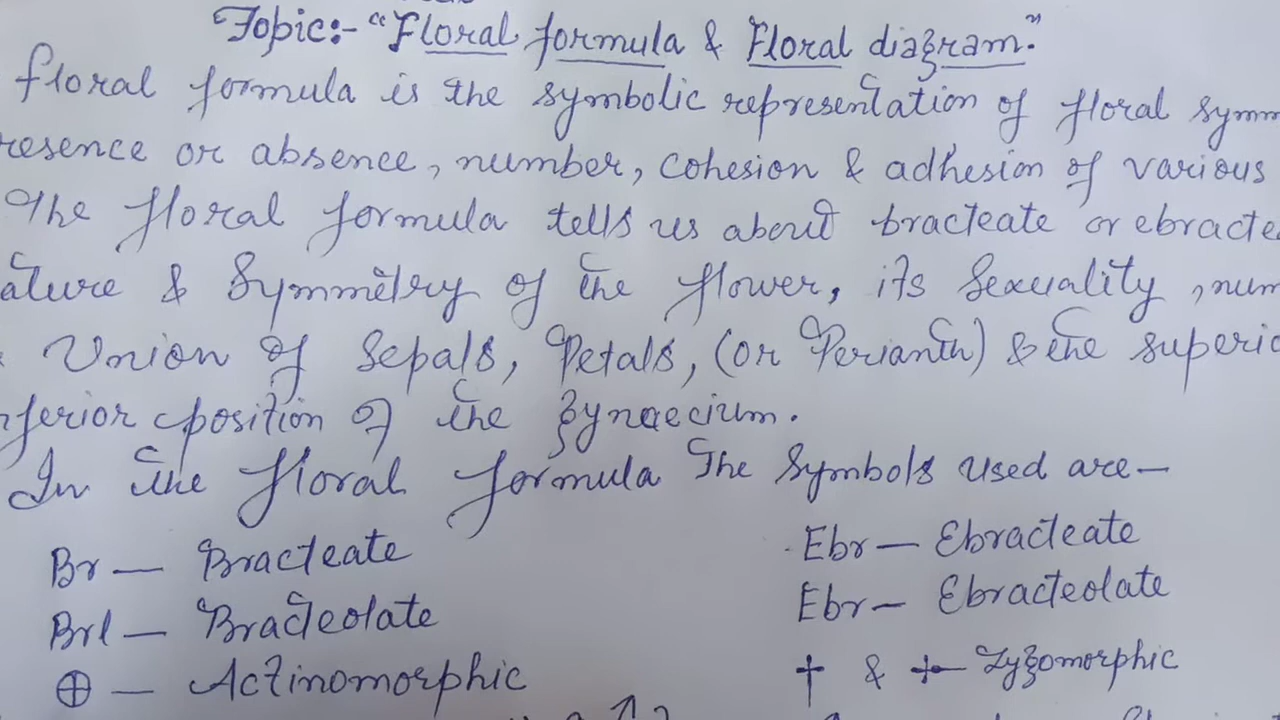 Topic:- "Floral formula & Floral diagram."
floral formula is the symbolic representation of floral symm
resence or absence, number, cohesion & adhesion of various
The floral formula tells us about bracteate or ebracte
ature & Symmetry of the flower, its Sexuality, num
Union of Sepals, Petals, (or Perianth) & the superio
nferior position of the gynaecium.
In the floral formula The Symbols used are—
Br — Bracteate
Ebr — Ebracteate
Brl — Bracteolate
Ebr — Ebracteolate
⊕ — Actinomorphic
† & ⊹ Zygomorphic